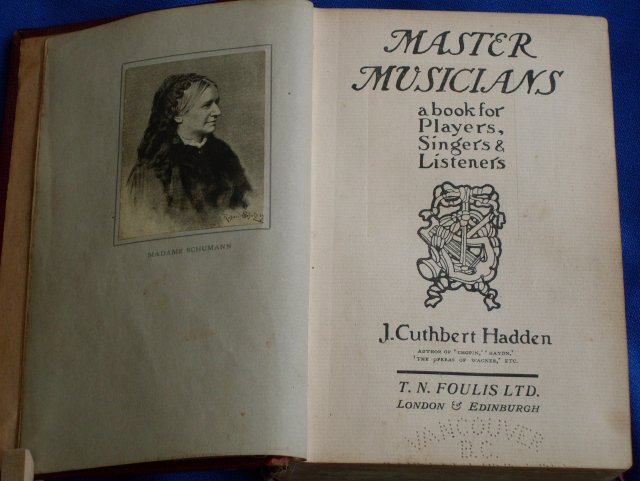 MADAME SCHUMANN
MASTER
MUSICIANS
a book for
Players,
Singers &
Listeners
J. Cuthbert Hadden
AUTHOR OF 'CHOPIN,' 'HAYDN,'
'THE OPERAS OF WAGNER,' ETC.
T. N. FOULIS LTD.
LONDON & EDINBURGH
VANCOUVER
B.C.